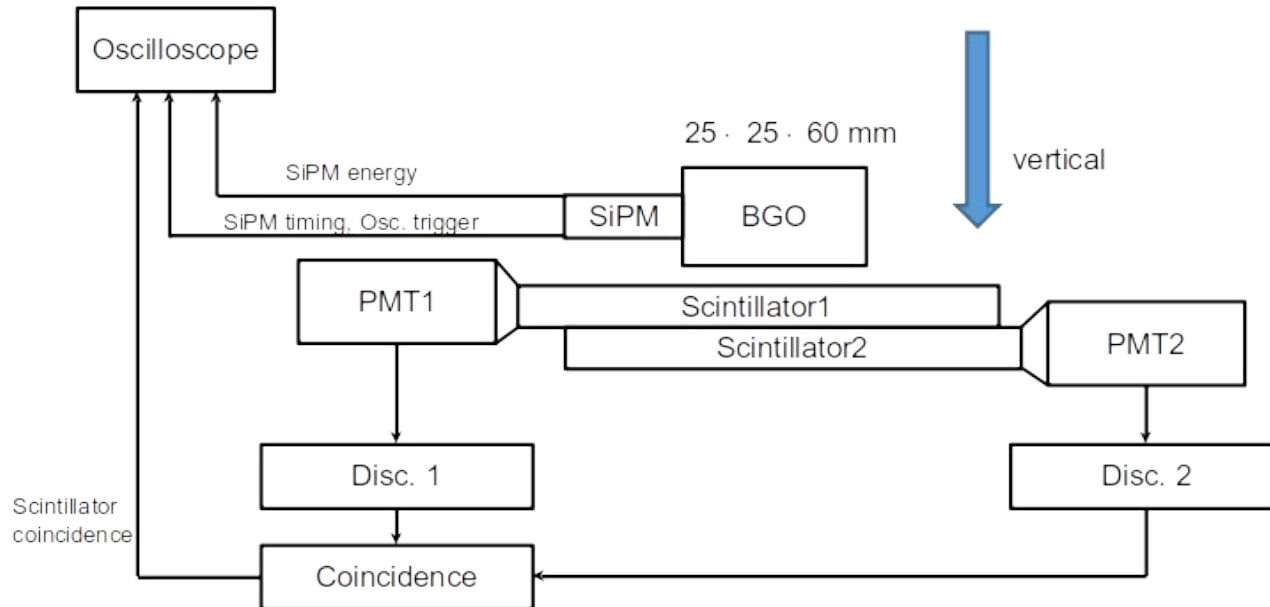 Oscilloscope
25 · 25 · 60 mm
vertical
SiPM energy
SiPM
BGO
SiPM timing, Osc. trigger
PMT1
Scintillator1
Scintillator2
PMT2
Disc. 1
Disc. 2
Scintillator
coincidence
Coincidence